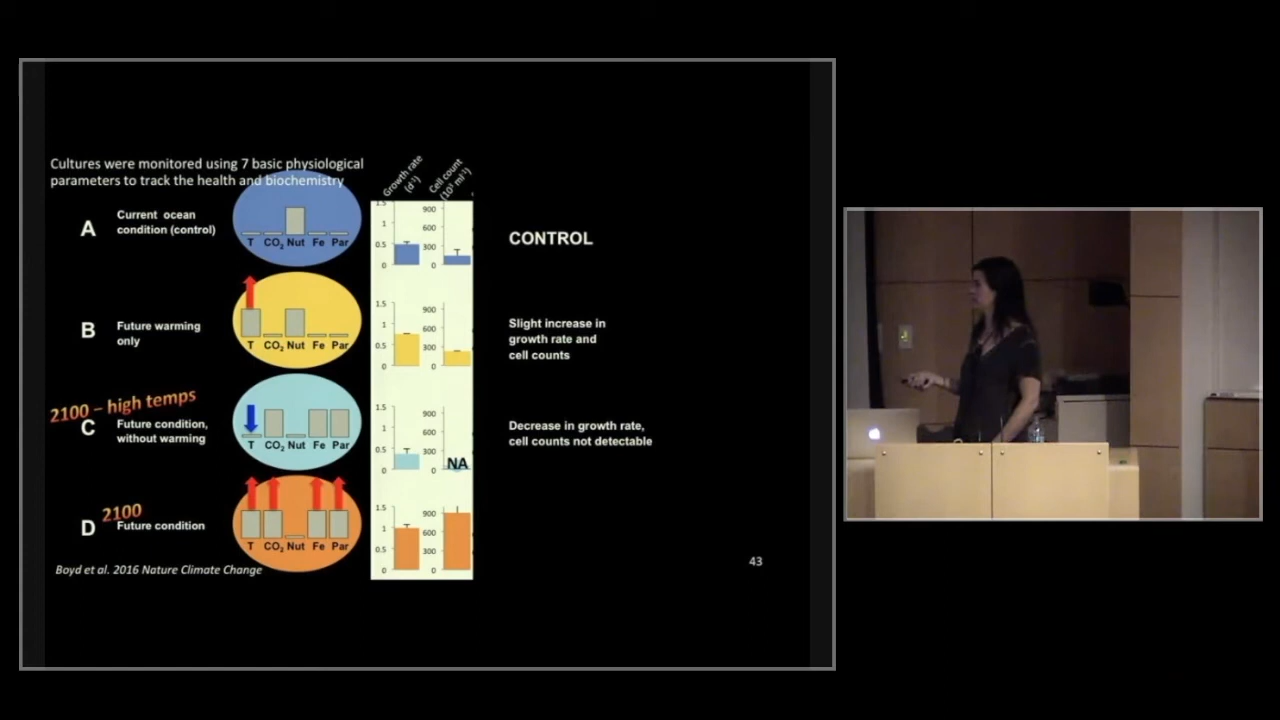 Cultures were monitored using 7 basic physiological
parameters to track the health and biochemistry
Growth rate
(d⁻¹)
Cell count
(10³ ml⁻¹)
A
Current ocean
condition (control)
T CO₂ Nut Fe Par
1.5
1
0.5
0
900
600
300
0
CONTROL
B
Future warming
only
T CO₂ Nut Fe Par
1.5
1
0.5
0
900
600
300
0
Slight increase in
growth rate and
cell counts
2100 – high temps
C
Future condition,
without warming
T CO₂ Nut Fe Par
1.5
1
0.5
0
900
600
300
0
NA
Decrease in growth rate,
cell counts not detectable
2100
D
Future condition
T CO₂ Nut Fe Par
1.5
1
0.5
0
900
600
300
0
Boyd et al. 2016 Nature Climate Change
43